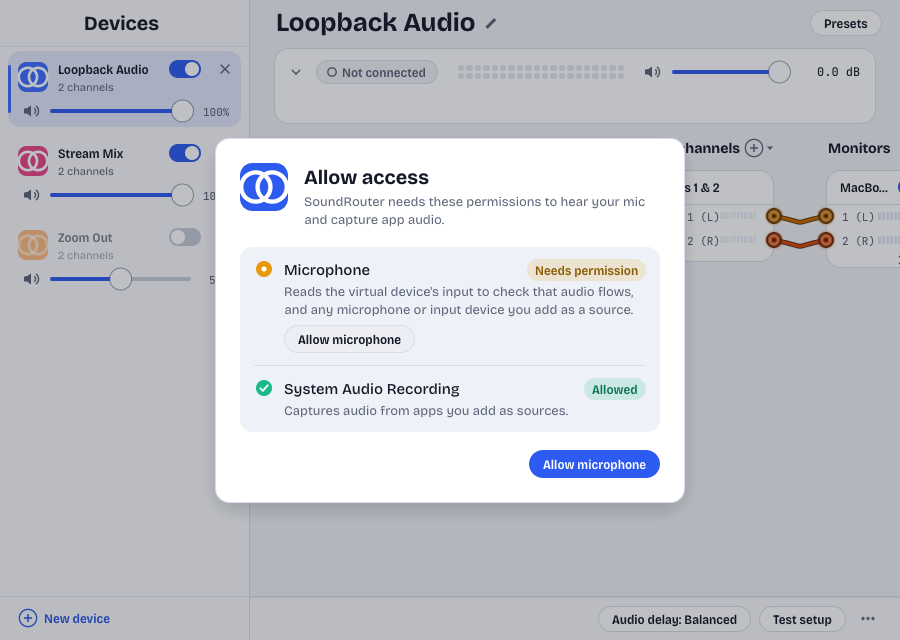 Devices
Loopback Audio
2 channels
100%
Stream Mix
2 channels
Zoom Out
2 channels
New device
Loopback Audio
Presets
Not connected
0.0 dB
Monitors
s 1 & 2
1 (L)
2 (R)
MacBo...
1 (L)
2 (R)
Allow access
SoundRouter needs these permissions to hear your mic
and capture app audio.
Microphone
Needs permission
Reads the virtual device's input to check that audio flows,
and any microphone or input device you add as a source.
Allow microphone
System Audio Recording
Allowed
Captures audio from apps you add as sources.
Allow microphone
Audio delay: Balanced
Test setup